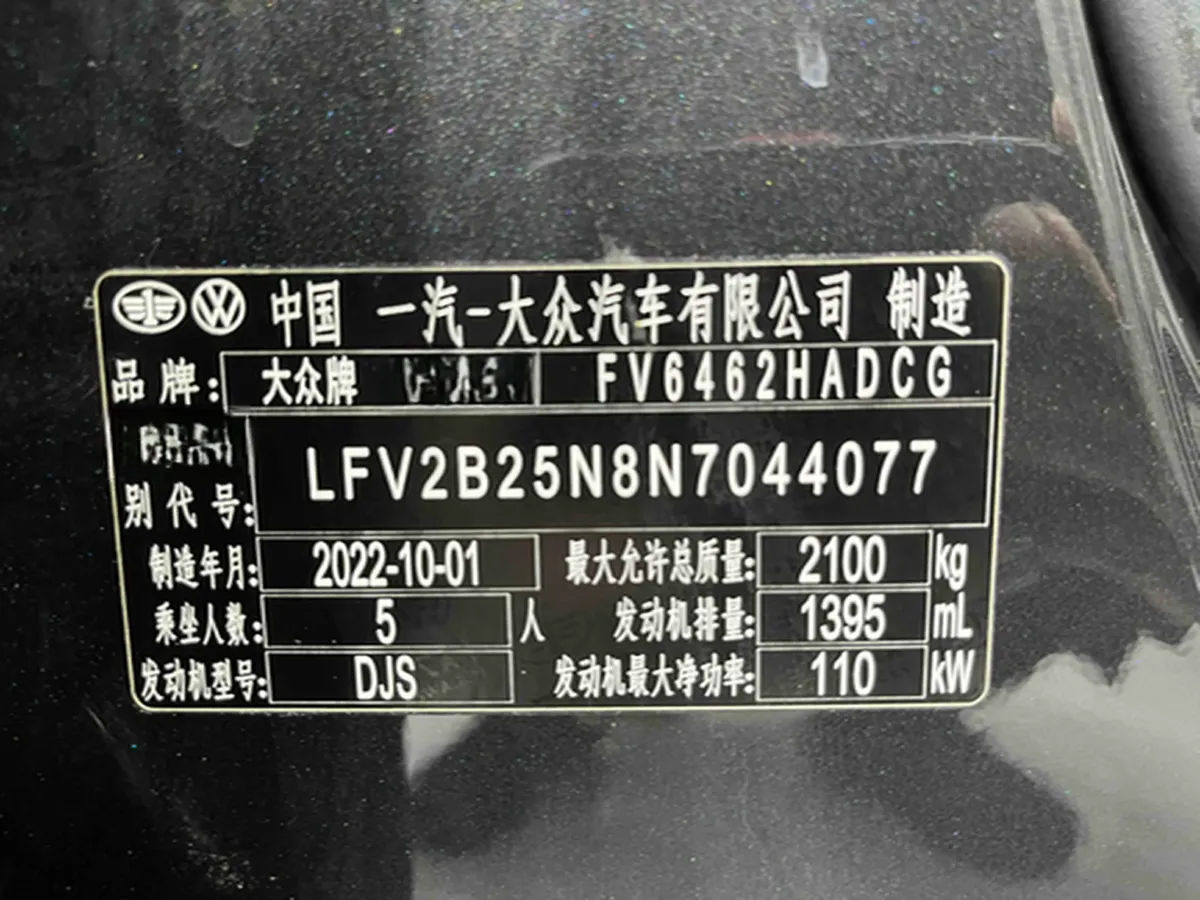 中国 一汽-大众汽车有限公司 制造
品牌: 大众牌 FV6462HADCG
LFV2B25N8N7044077
别代号:
制造年月: 2022-10-01 最大允许总质量: 2100 kg
乘坐人数: 5 人 发动机排量: 1395 mL
发动机型号: DJS 发动机最大净功率: 110 kW